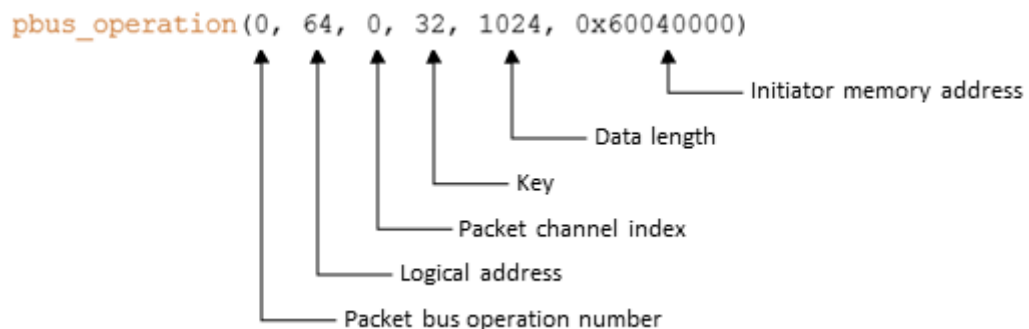 pbus_operation(0, 64, 0, 32, 1024, 0x60040000)
Initiator memory address
Data length
Key
Packet channel index
Logical address
Packet bus operation number